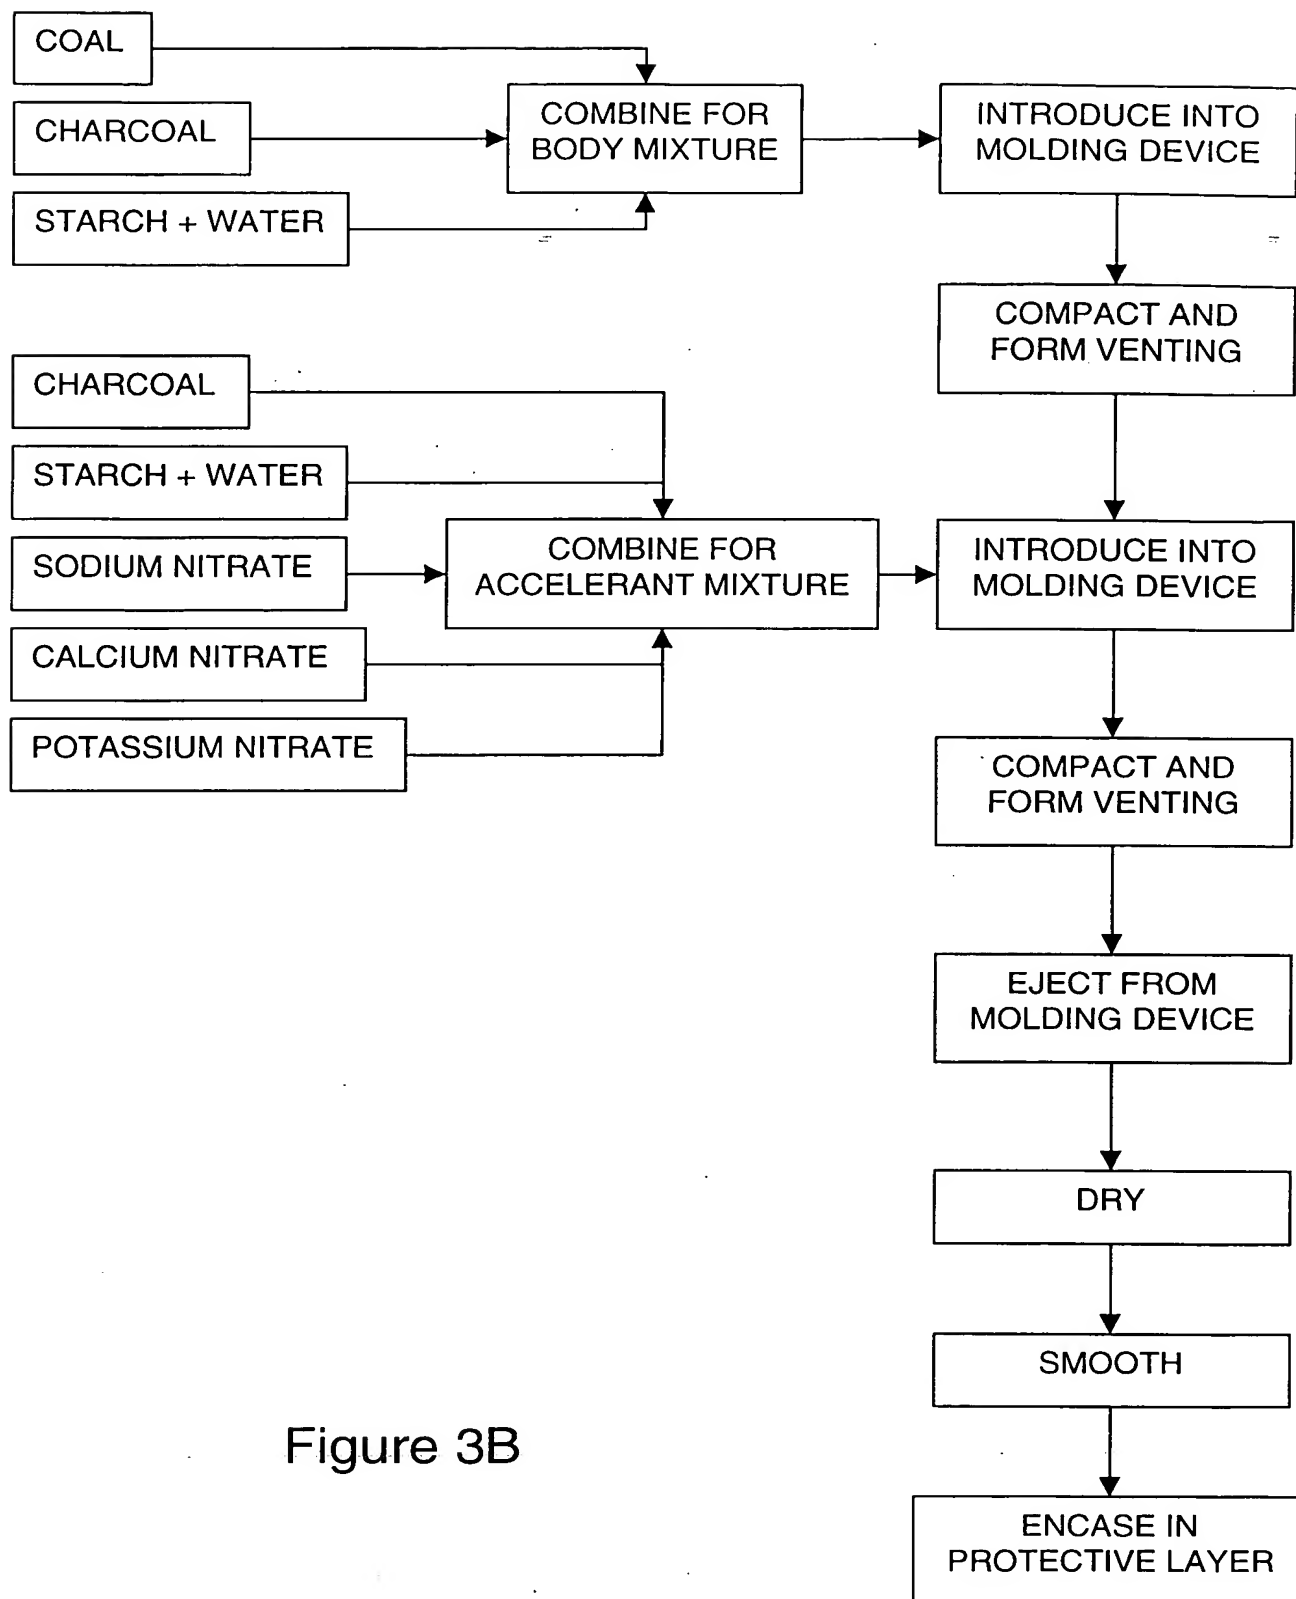 COAL
CHARCOAL
STARCH + WATER
COMBINE FOR
BODY MIXTURE
INTRODUCE INTO
MOLDING DEVICE
COMPACT AND
FORM VENTING
CHARCOAL
STARCH + WATER
SODIUM NITRATE
CALCIUM NITRATE
POTASSIUM NITRATE
COMBINE FOR
ACCELERANT MIXTURE
INTRODUCE INTO
MOLDING DEVICE
COMPACT AND
FORM VENTING
EJECT FROM
MOLDING DEVICE
DRY
SMOOTH
ENCASE IN
PROTECTIVE LAYER
Figure 3B